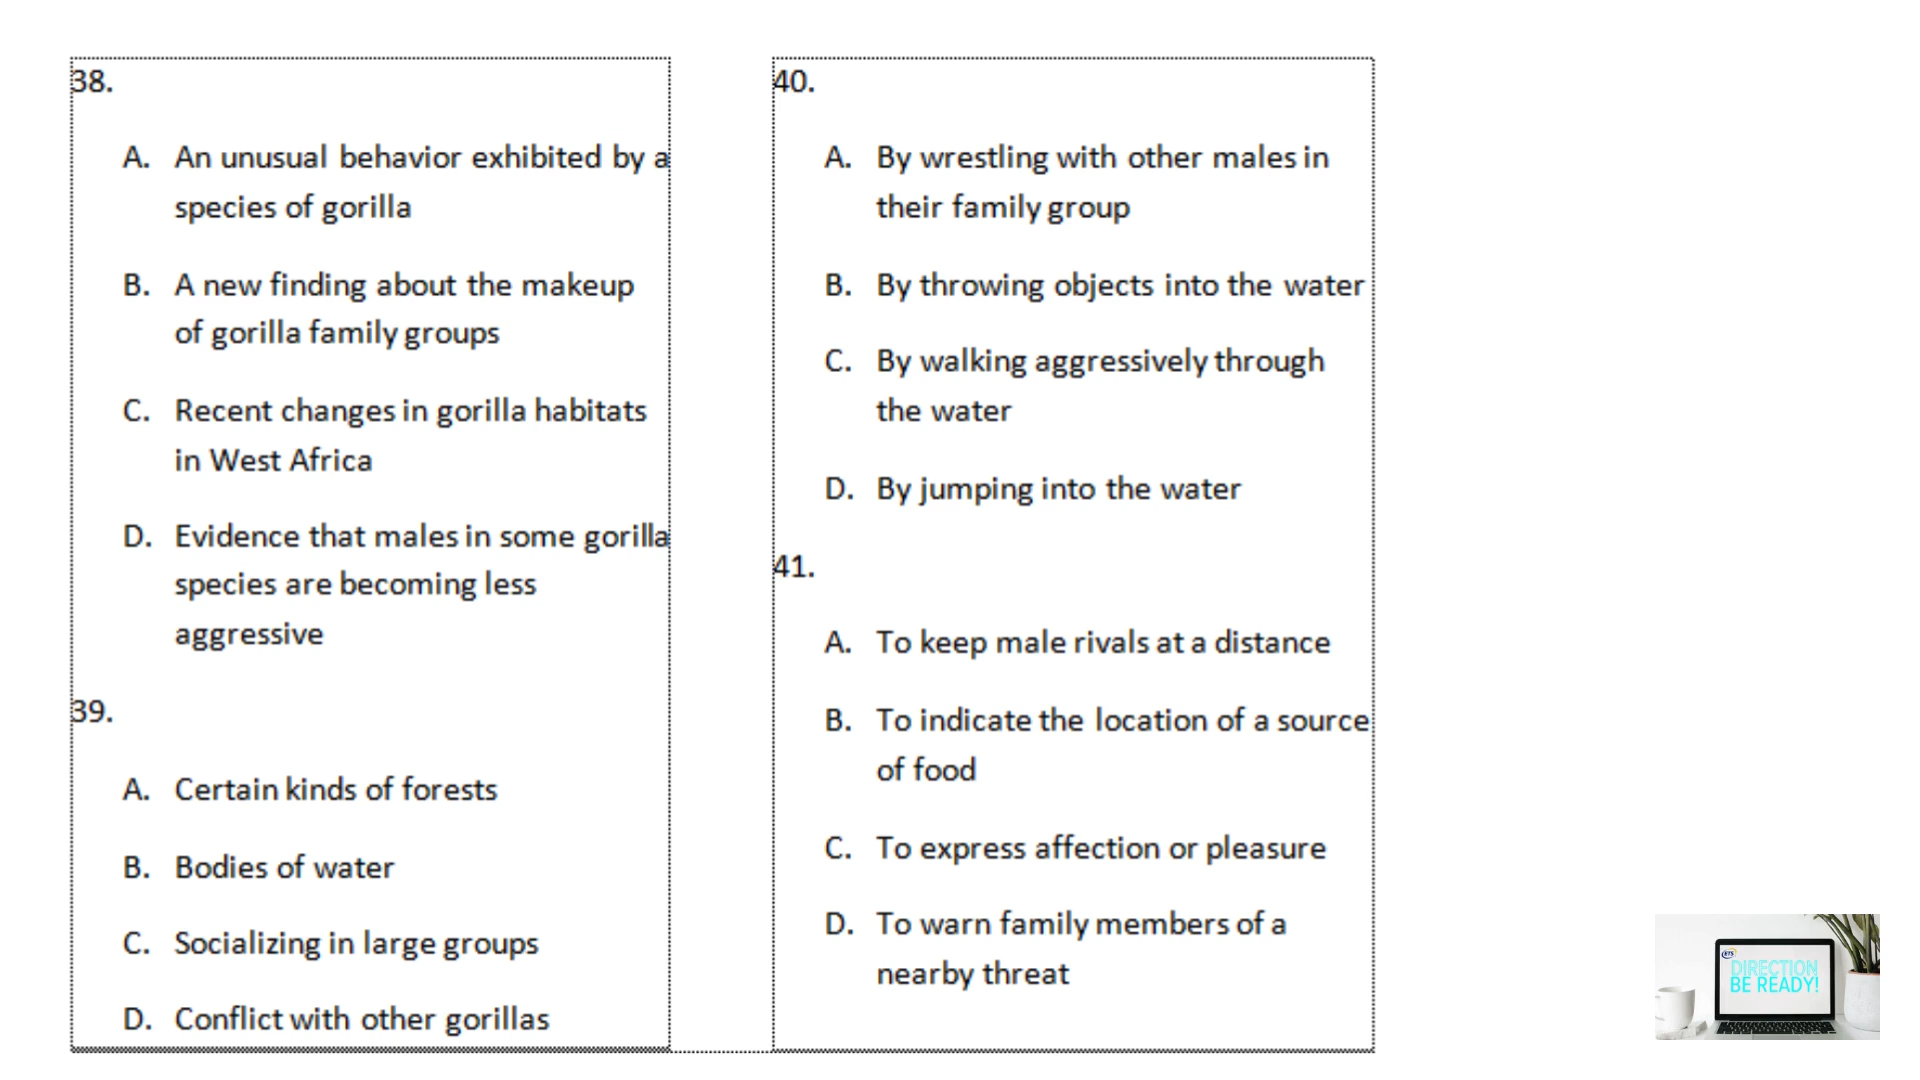 38.
A. An unusual behavior exhibited by a
species of gorilla
B. A new finding about the makeup
of gorilla family groups
C. Recent changes in gorilla habitats
in West Africa
D. Evidence that males in some gorilla
species are becoming less
aggressive
39.
A. Certain kinds of forests
B. Bodies of water
C. Socializing in large groups
D. Conflict with other gorillas
40.
A. By wrestling with other males in
their family group
B. By throwing objects into the water
C. By walking aggressively through
the water
D. By jumping into the water
41.
A. To keep male rivals at a distance
B. To indicate the location of a source
of food
C. To express affection or pleasure
D. To warn family members of a
nearby threat
ETS
DIRECTION
BE READY!